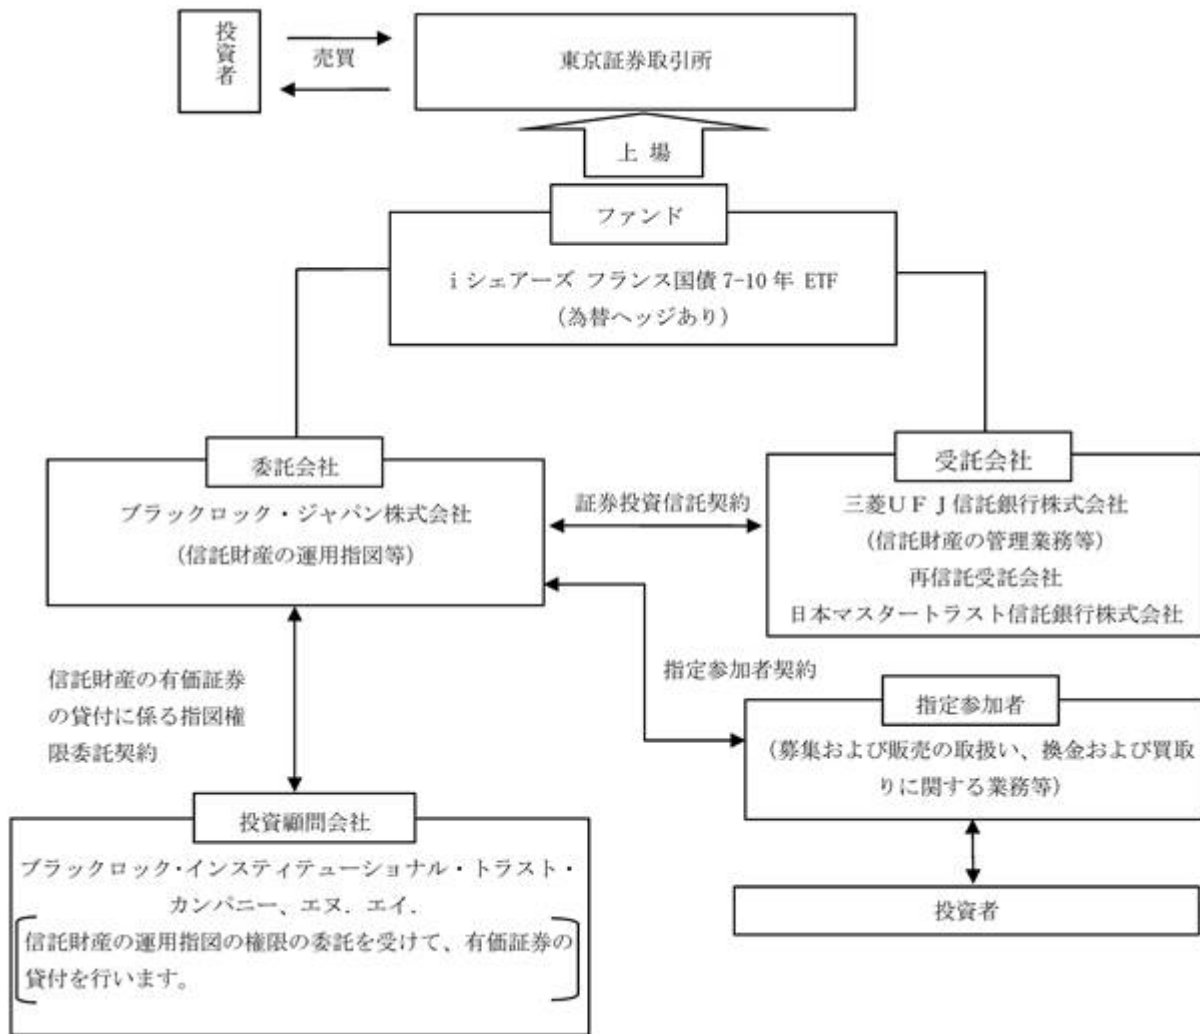 投資者
売買
東京証券取引所
上 場
ファンド
i シェアーズ フランス国債 7-10 年 ETF
（為替ヘッジあり）
委託会社
ブラックロック・ジャパン株式会社
（信託財産の運用指図等）
証券投資信託契約
受託会社
三菱ＵＦＪ信託銀行株式会社
（信託財産の管理業務等）
再信託受託会社
日本マスタートラスト信託銀行株式会社
信託財産の有価証券
の貸付に係る指図権
限委託契約
指定参加者契約
指定参加者
（募集および販売の取扱い、換金および買取
りに関する業務等）
投資顧問会社
ブラックロック・インスティテューショナル・トラスト・
カンパニー、エヌ．エイ．
信託財産の運用指図の権限の委託を受けて、有価証券の
貸付を行います。
投資者